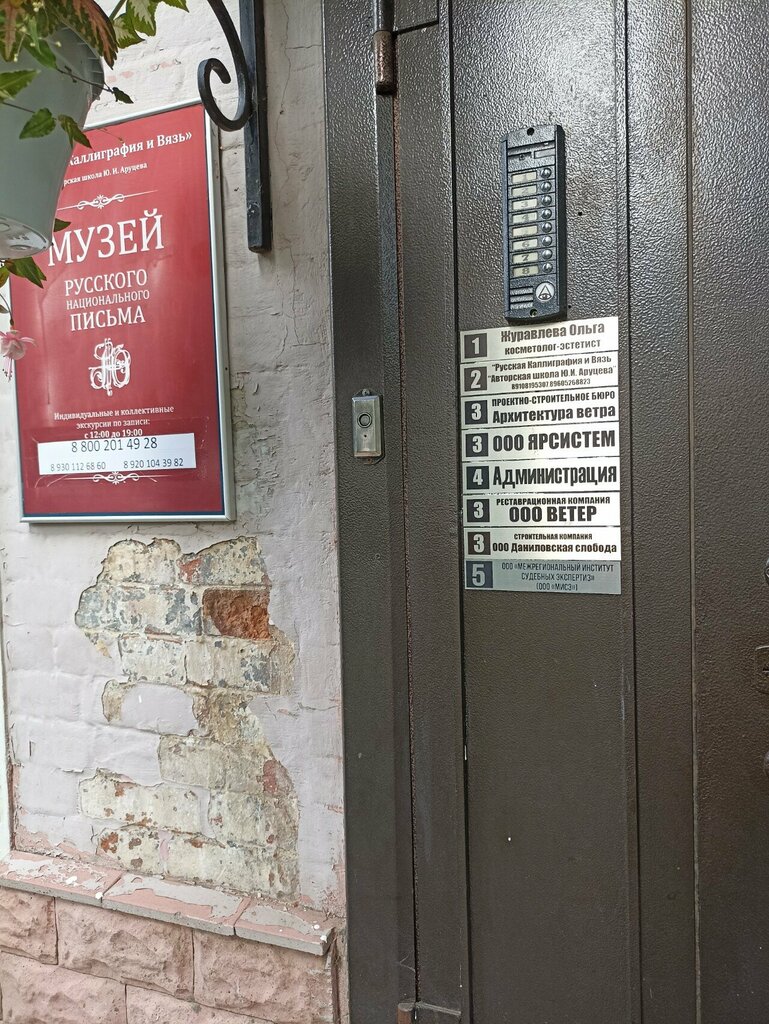 Каллиграфия и Вязь»
школа Ю. И. Аруцева
МУЗЕЙ
РУССКОГО
НАЦИОНАЛЬНОГО
ПИСЬМА
Индивидуальные и коллективные
экскурсии по записи:
с 12:00 до 19:00
8 800 201 49 28
8 930 112 68 60 8 920 104 39 82
1 Журавлева Ольга
косметолог-эстетист
2 "Русская Каллиграфия и Вязь
"Авторская школа Ю.И. Аруцева"
89108195307 89605268823
3 ПРОЕКТНО-СТРОИТЕЛЬНОЕ БЮРО
Архитектура ветра
3 ООО ЯРСИСТЕМ
4 Администрация
3 РЕСТАВРАЦИОННАЯ КОМПАНИЯ
ООО ВЕТЕР
3 СТРОИТЕЛЬНАЯ КОМПАНИЯ
ООО Даниловская слобода
5 ООО «МЕЖРЕГИОНАЛЬНЫЙ ИНСТИТУТ
СУДЕБНЫХ ЭКСПЕРТИЗ»
(ООО «МИСЭ»)